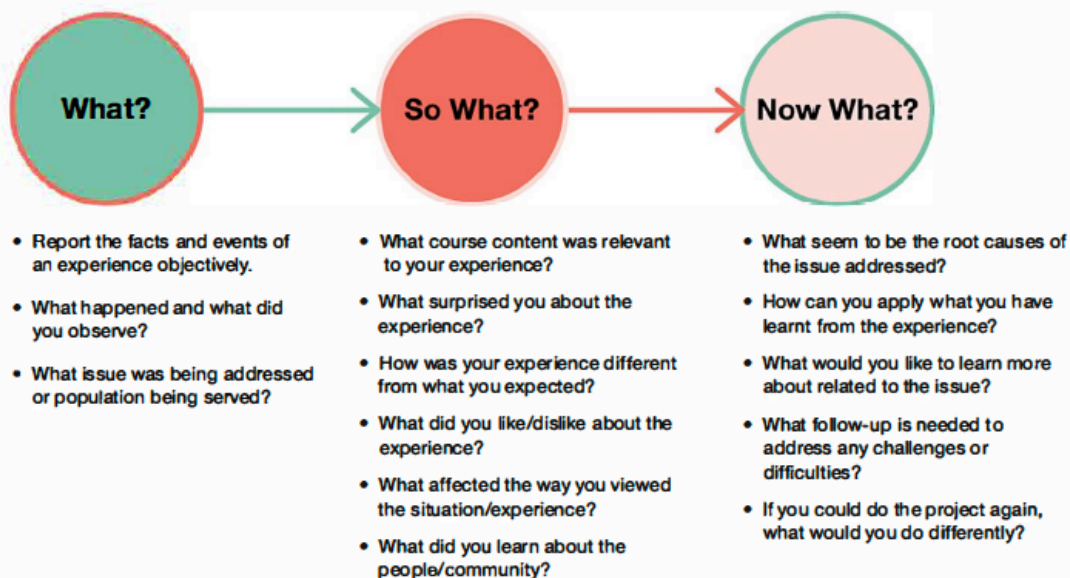 What?
So What?
Now What?
• Report the facts and events of
an experience objectively.
• What happened and what did
you observe?
• What issue was being addressed
or population being served?
• What course content was relevant
to your experience?
• What surprised you about the
experience?
• How was your experience different
from what you expected?
• What did you like/dislike about the
experience?
• What affected the way you viewed
the situation/experience?
• What did you learn about the
people/community?
• What seem to be the root causes of
the issue addressed?
• How can you apply what you have
learnt from the experience?
• What would you like to learn more
about related to the issue?
• What follow-up is needed to
address any challenges or
difficulties?
• If you could do the project again,
what would you do differently?